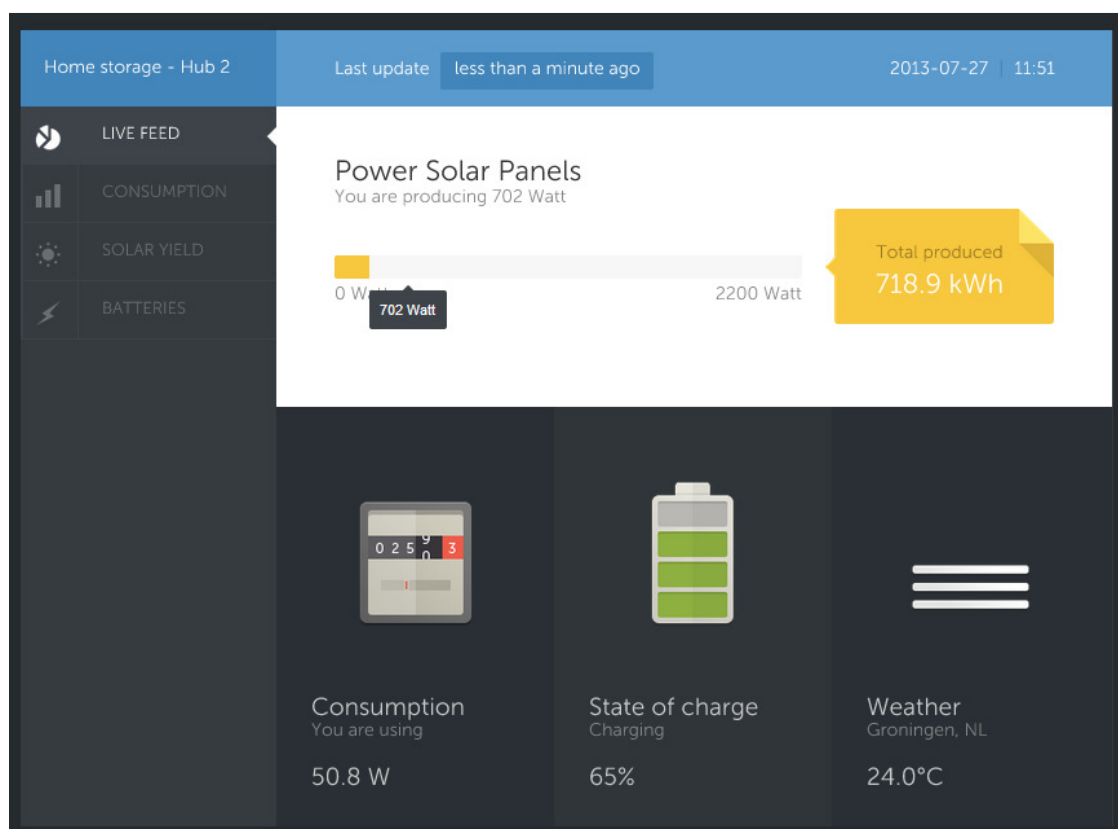 Home storage - Hub 2
Last update less than a minute ago
2013-07-27 | 11:51
LIVE FEED
CONSUMPTION
SOLAR YIELD
BATTERIES
Power Solar Panels
You are producing 702 Watt
0 W
2200 Watt
702 Watt
Total produced
718.9 kWh
0 2 5 9 3
0
Consumption
You are using
50.8 W
State of charge
Charging
65%
Weather
Groningen, NL
24.0°C